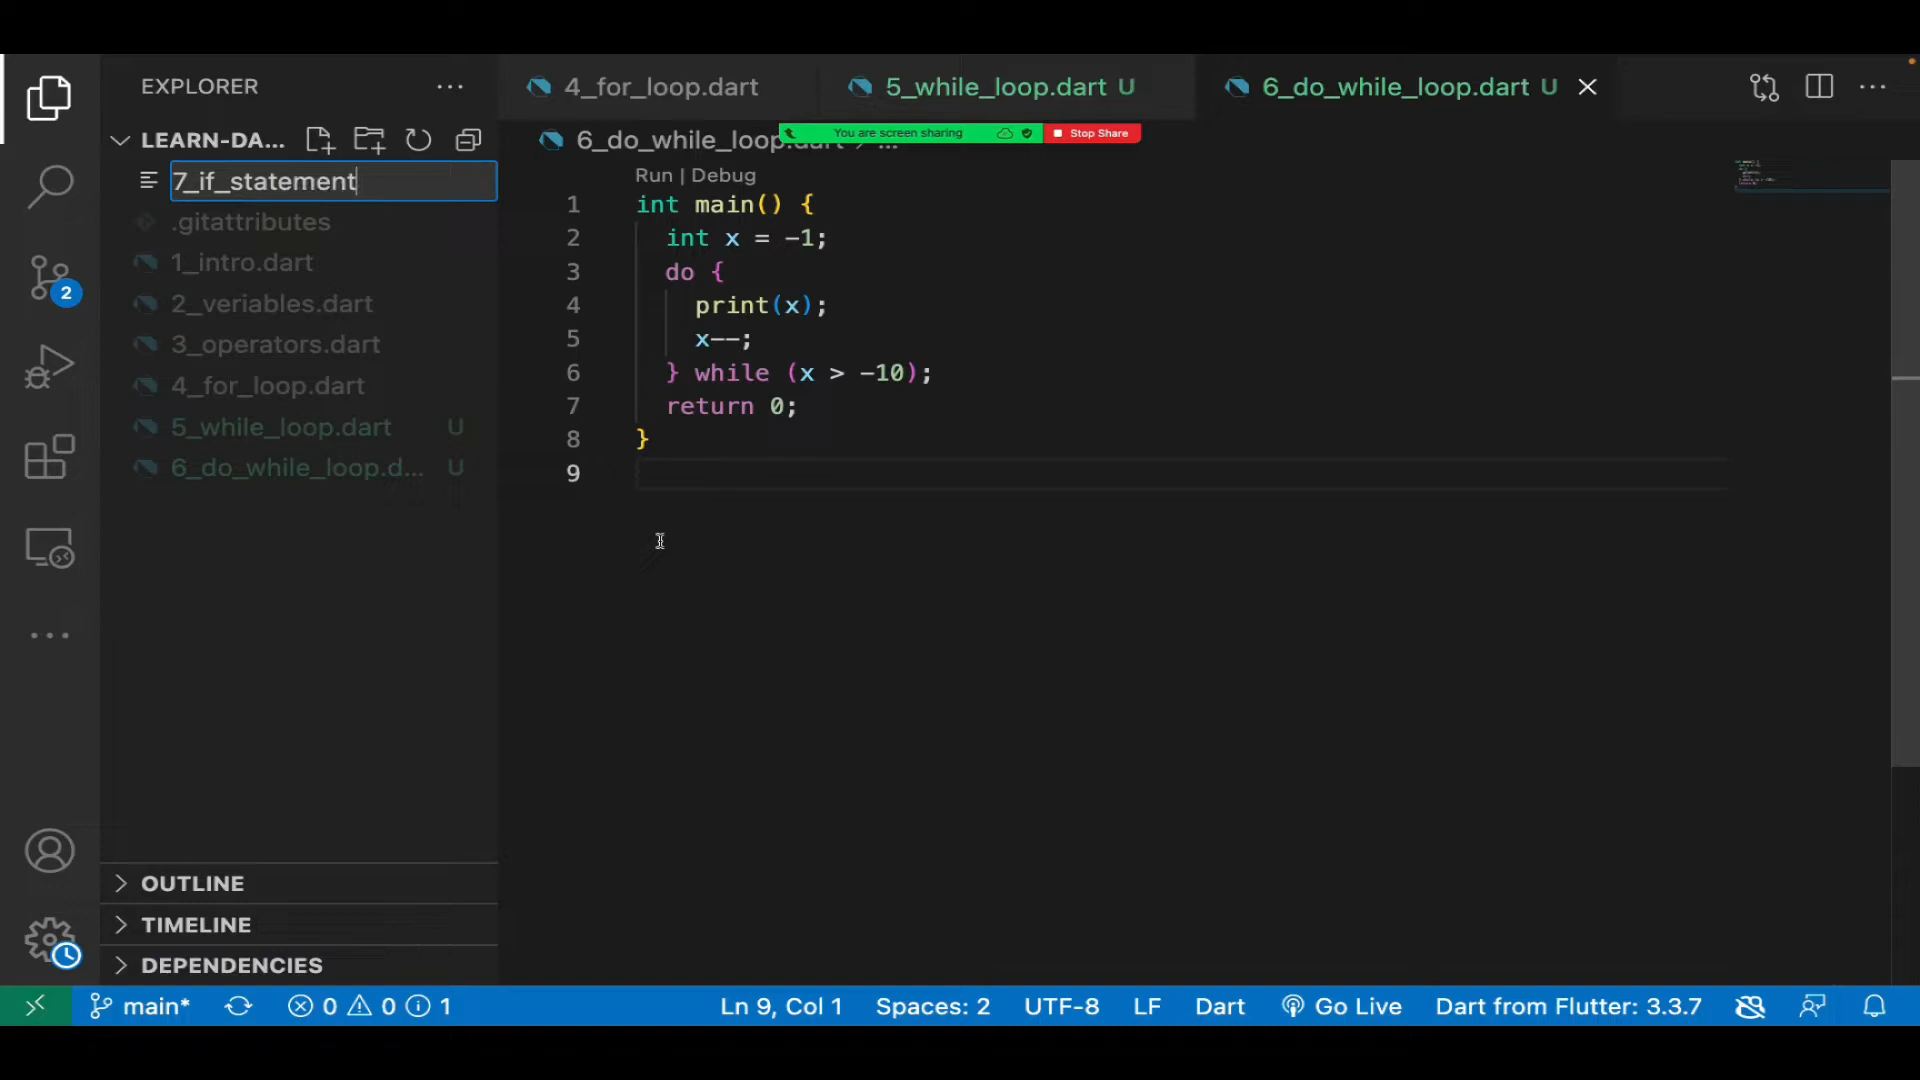 EXPLORER
4_for_loop.dart
5_while_loop.dart U
6_do_while_loop.dart U
LEARN-DA...
6_do_while_loop.dart > ...
You are screen sharing
Stop Share
7_if_statement
.gitattributes
1_intro.dart
2_veriables.dart
3_operators.dart
4_for_loop.dart
5_while_loop.dart U
6_do_while_loop.d... U
Run | Debug
1 int main() {
2 int x = -1;
3 do {
4 print(x);
5 x--;
6 } while (x > -10);
7 return 0;
8 }
9
2
OUTLINE
TIMELINE
DEPENDENCIES
main* 0 0 1 Ln 9, Col 1 Spaces: 2 UTF-8 LF Dart Go Live Dart from Flutter: 3.3.7